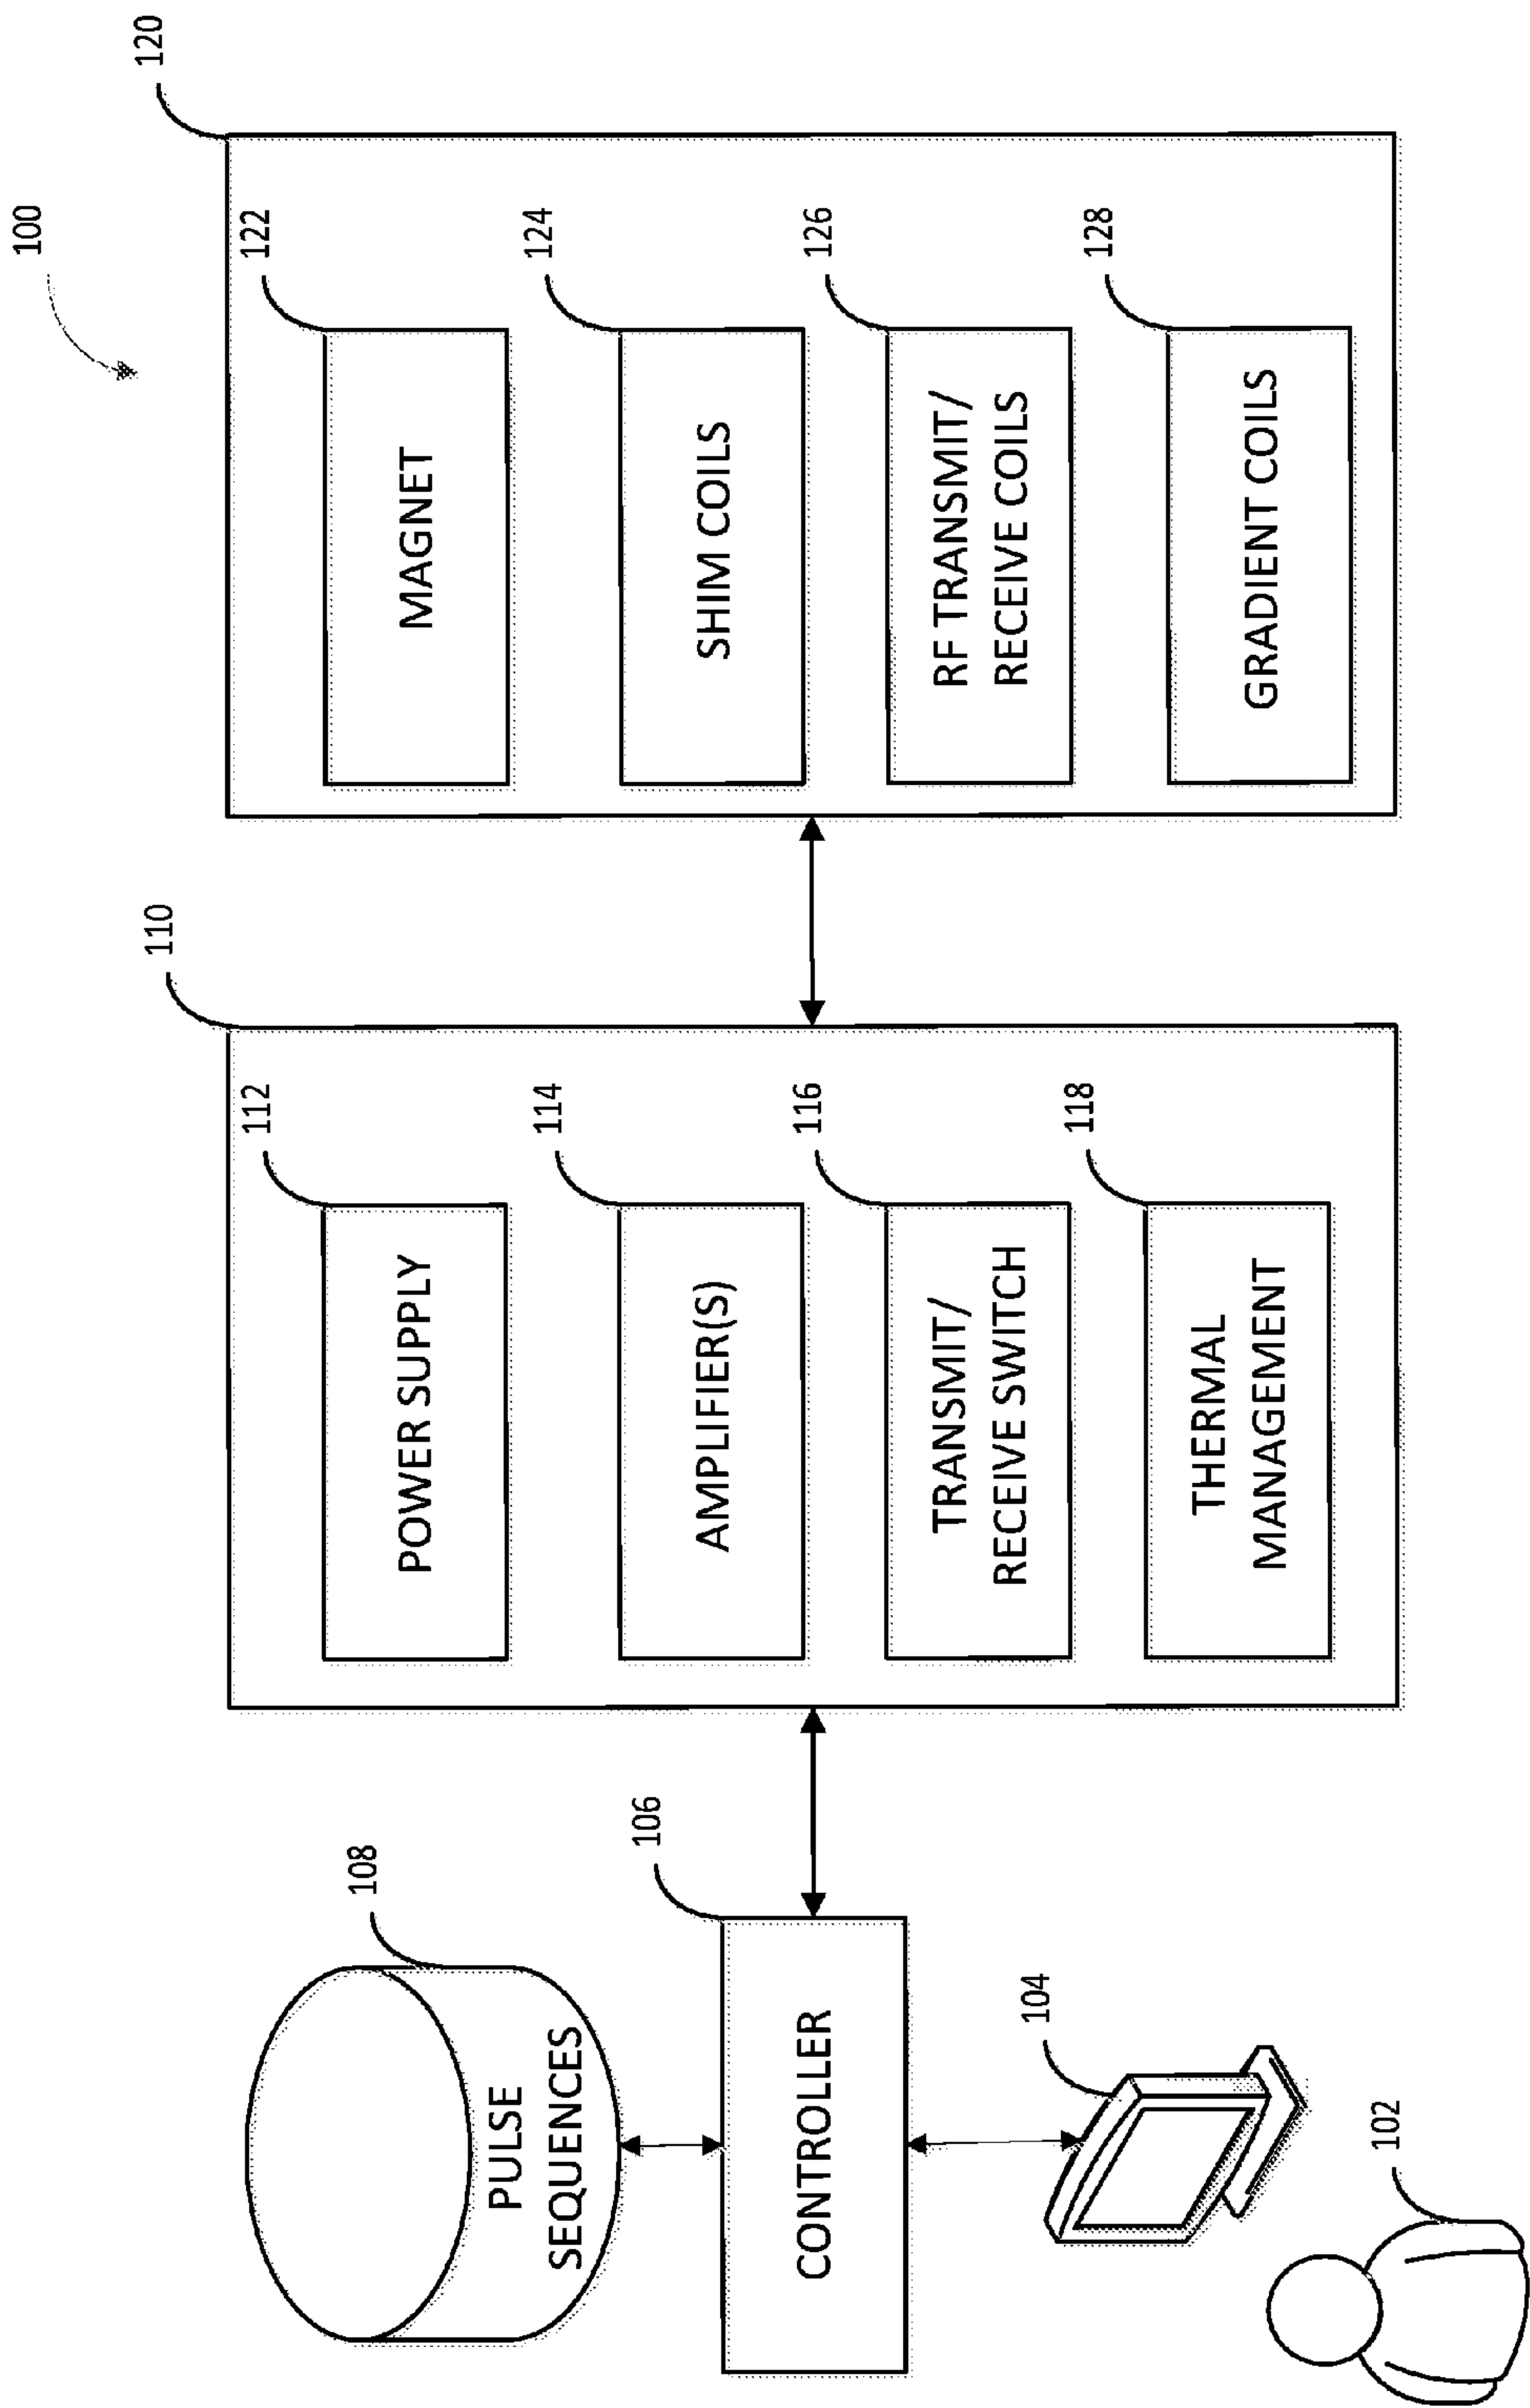 100
108
PULSE
SEQUENCES
106
CONTROLLER
104
102
110
112
POWER SUPPLY
114
AMPLIFIER(S)
116
TRANSMIT/
RECEIVE SWITCH
118
THERMAL
MANAGEMENT
120
122
MAGNET
124
SHIM COILS
126
RF TRANSMIT/
RECEIVE COILS
128
GRADIENT COILS